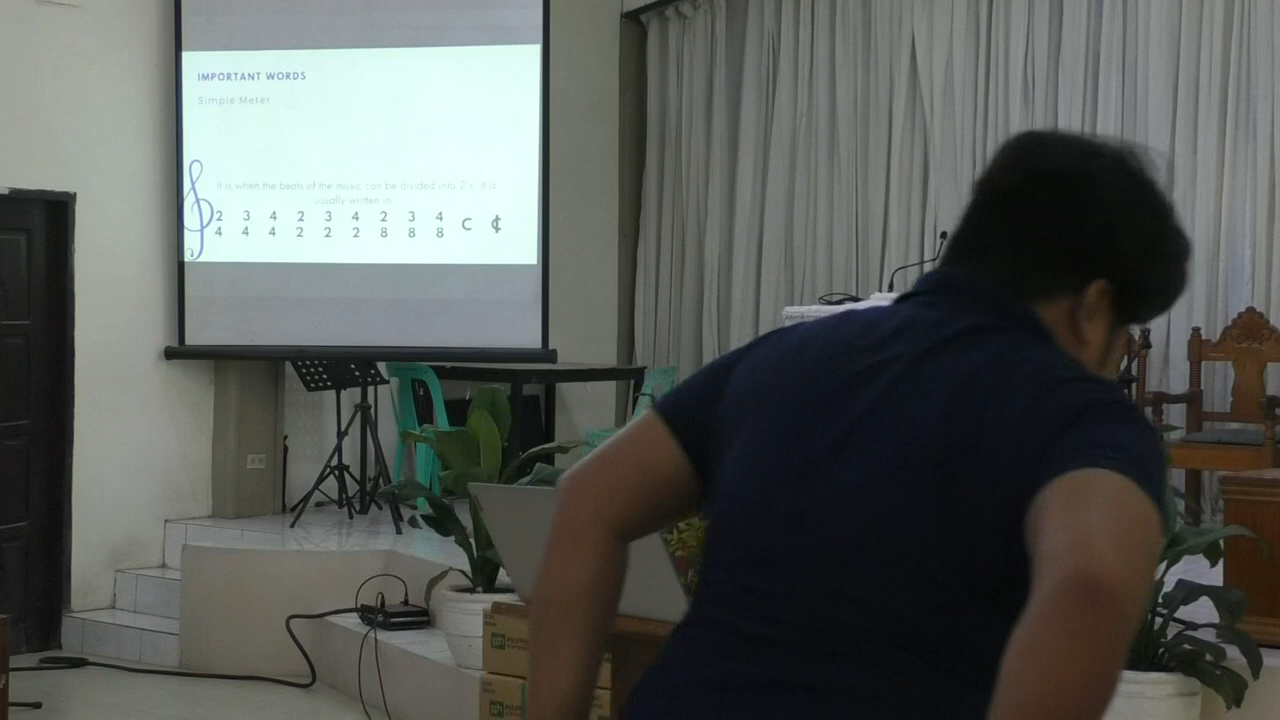 IMPORTANT WORDS
Simple Meter
It is when the beats of the music can be divided into 2's. It is
usually written in
2 3 4 2 3 4 2 3 4 C ¢
4 4 4 2 2 2 8 8 8